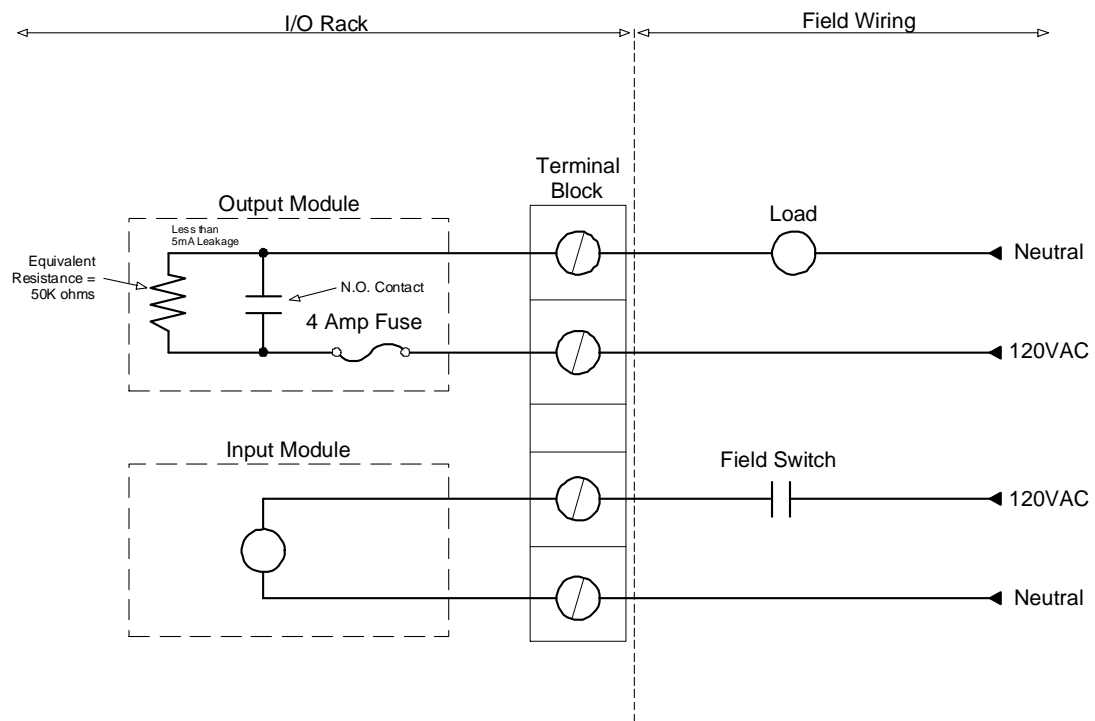 I/O Rack
Field Wiring
Terminal
Block
Output Module
Load
Less than
5mA Leakage
Neutral
Equivalent
Resistance =
50K ohms
N.O. Contact
4 Amp Fuse
120VAC
Input Module
Field Switch
120VAC
Neutral